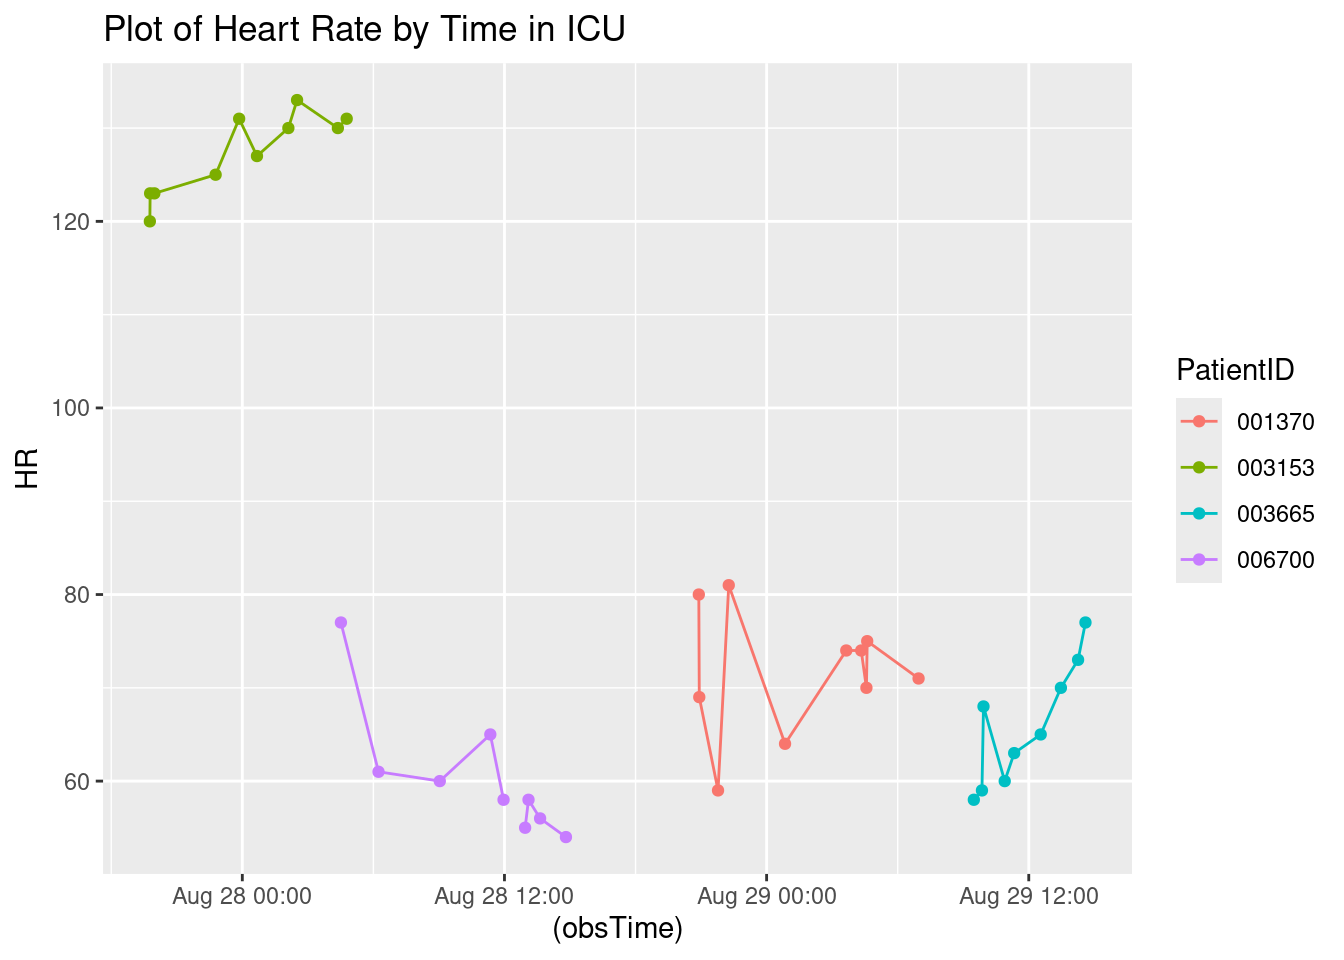 Plot of Heart Rate by Time in ICU
120
100
80
60
HR
Aug 28 00:00
Aug 28 12:00
Aug 29 00:00
Aug 29 12:00
(obsTime)
PatientID
001370
003153
003665
006700